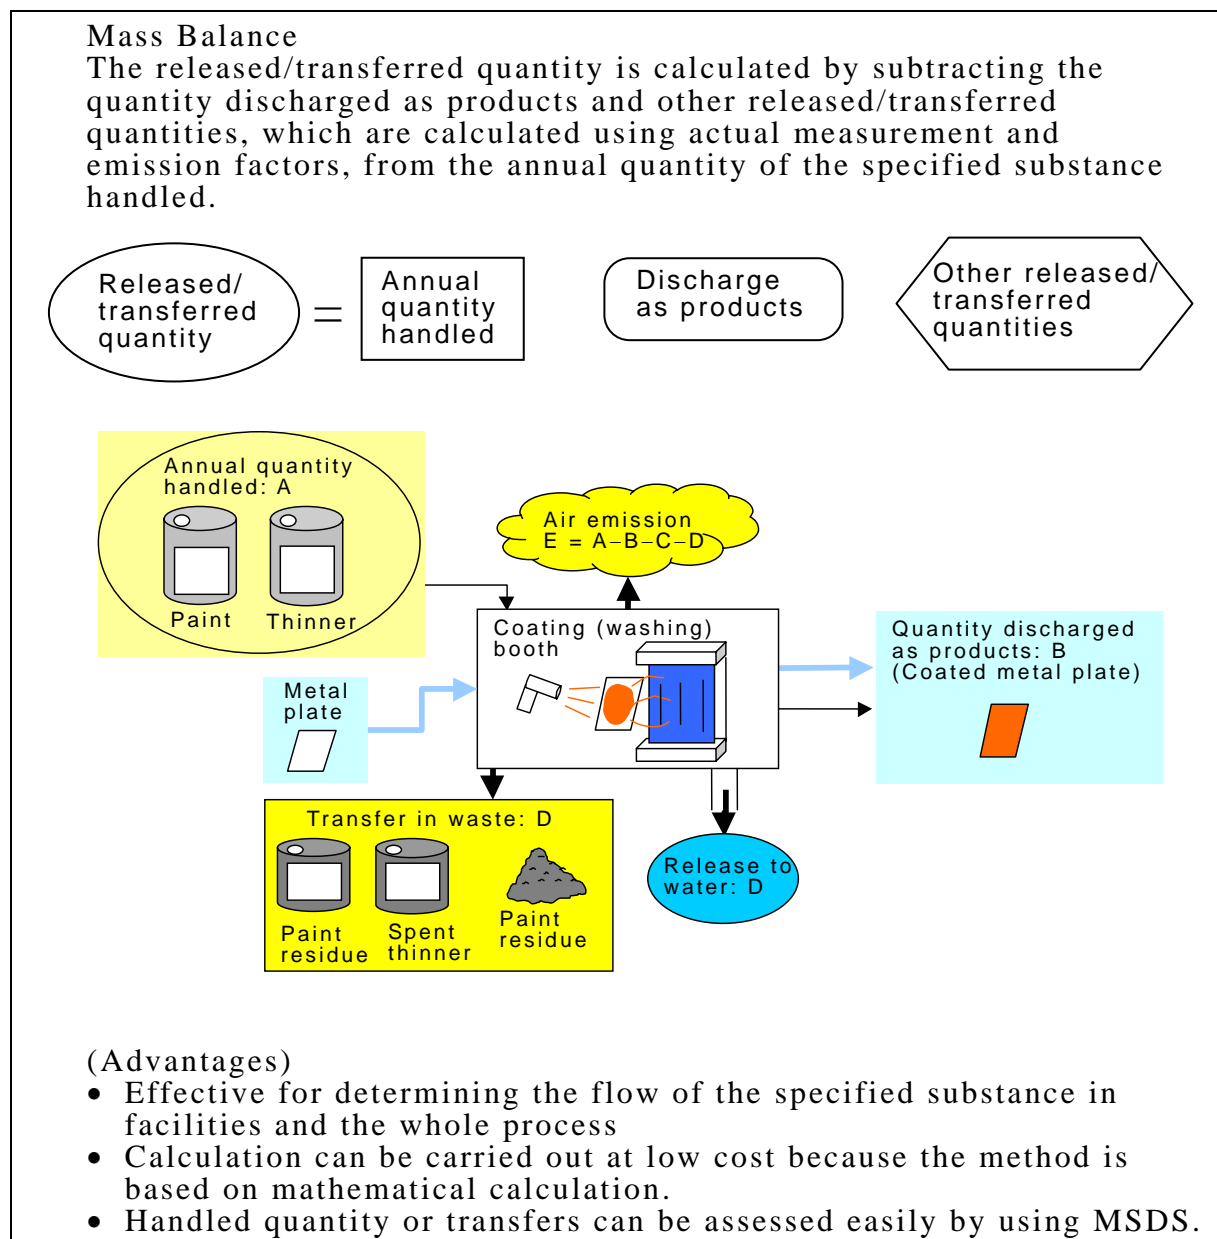 Mass Balance
The released/transferred quantity is calculated by subtracting the
quantity discharged as products and other released/transferred
quantities, which are calculated using actual measurement and
emission factors, from the annual quantity of the specified substance
handled.
Released/
transferred
quantity
=
Annual
quantity
handled
Discharge
as products
Other released/
transferred
quantities
Annual quantity
handled: A
Paint
Thinner
Air emission
E = A–B–C–D
Coating (washing)
booth
Quantity discharged
as products: B
(Coated metal plate)
Metal
plate
Transfer in waste: D
Paint
residue
Spent
thinner
Paint
residue
Release to
water: D
(Advantages)
• Effective for determining the flow of the specified substance in
facilities and the whole process
• Calculation can be carried out at low cost because the method is
based on mathematical calculation.
• Handled quantity or transfers can be assessed easily by using MSDS.